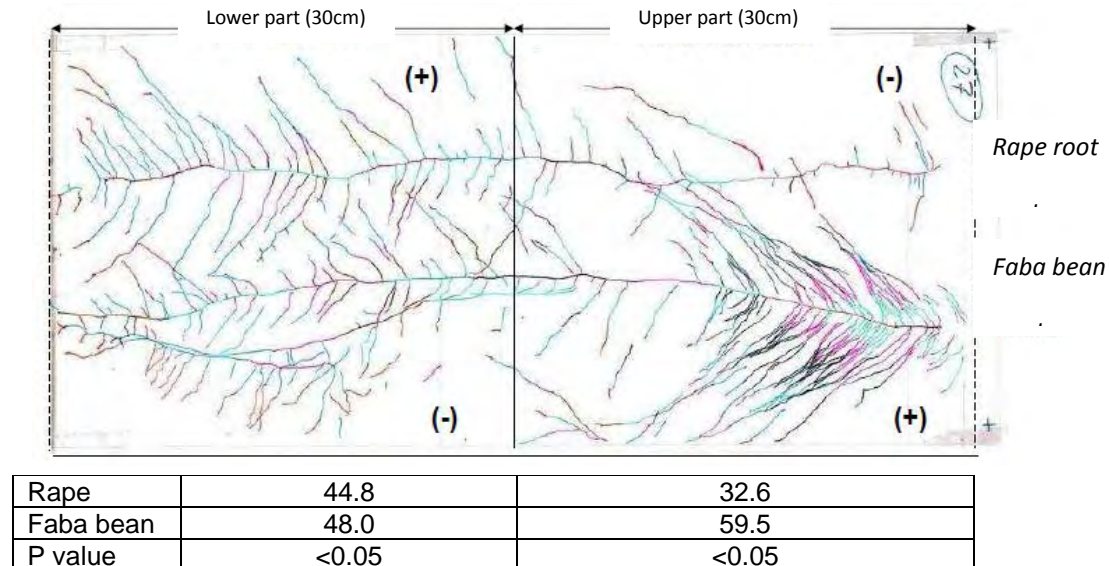 Lower part (30cm) Upper part (30cm)
(+) (-)
27
Rape root
.
Faba bean
.
(-) (+)
Rape 44.8 32.6
Faba bean 48.0 59.5
P value <0.05 <0.05